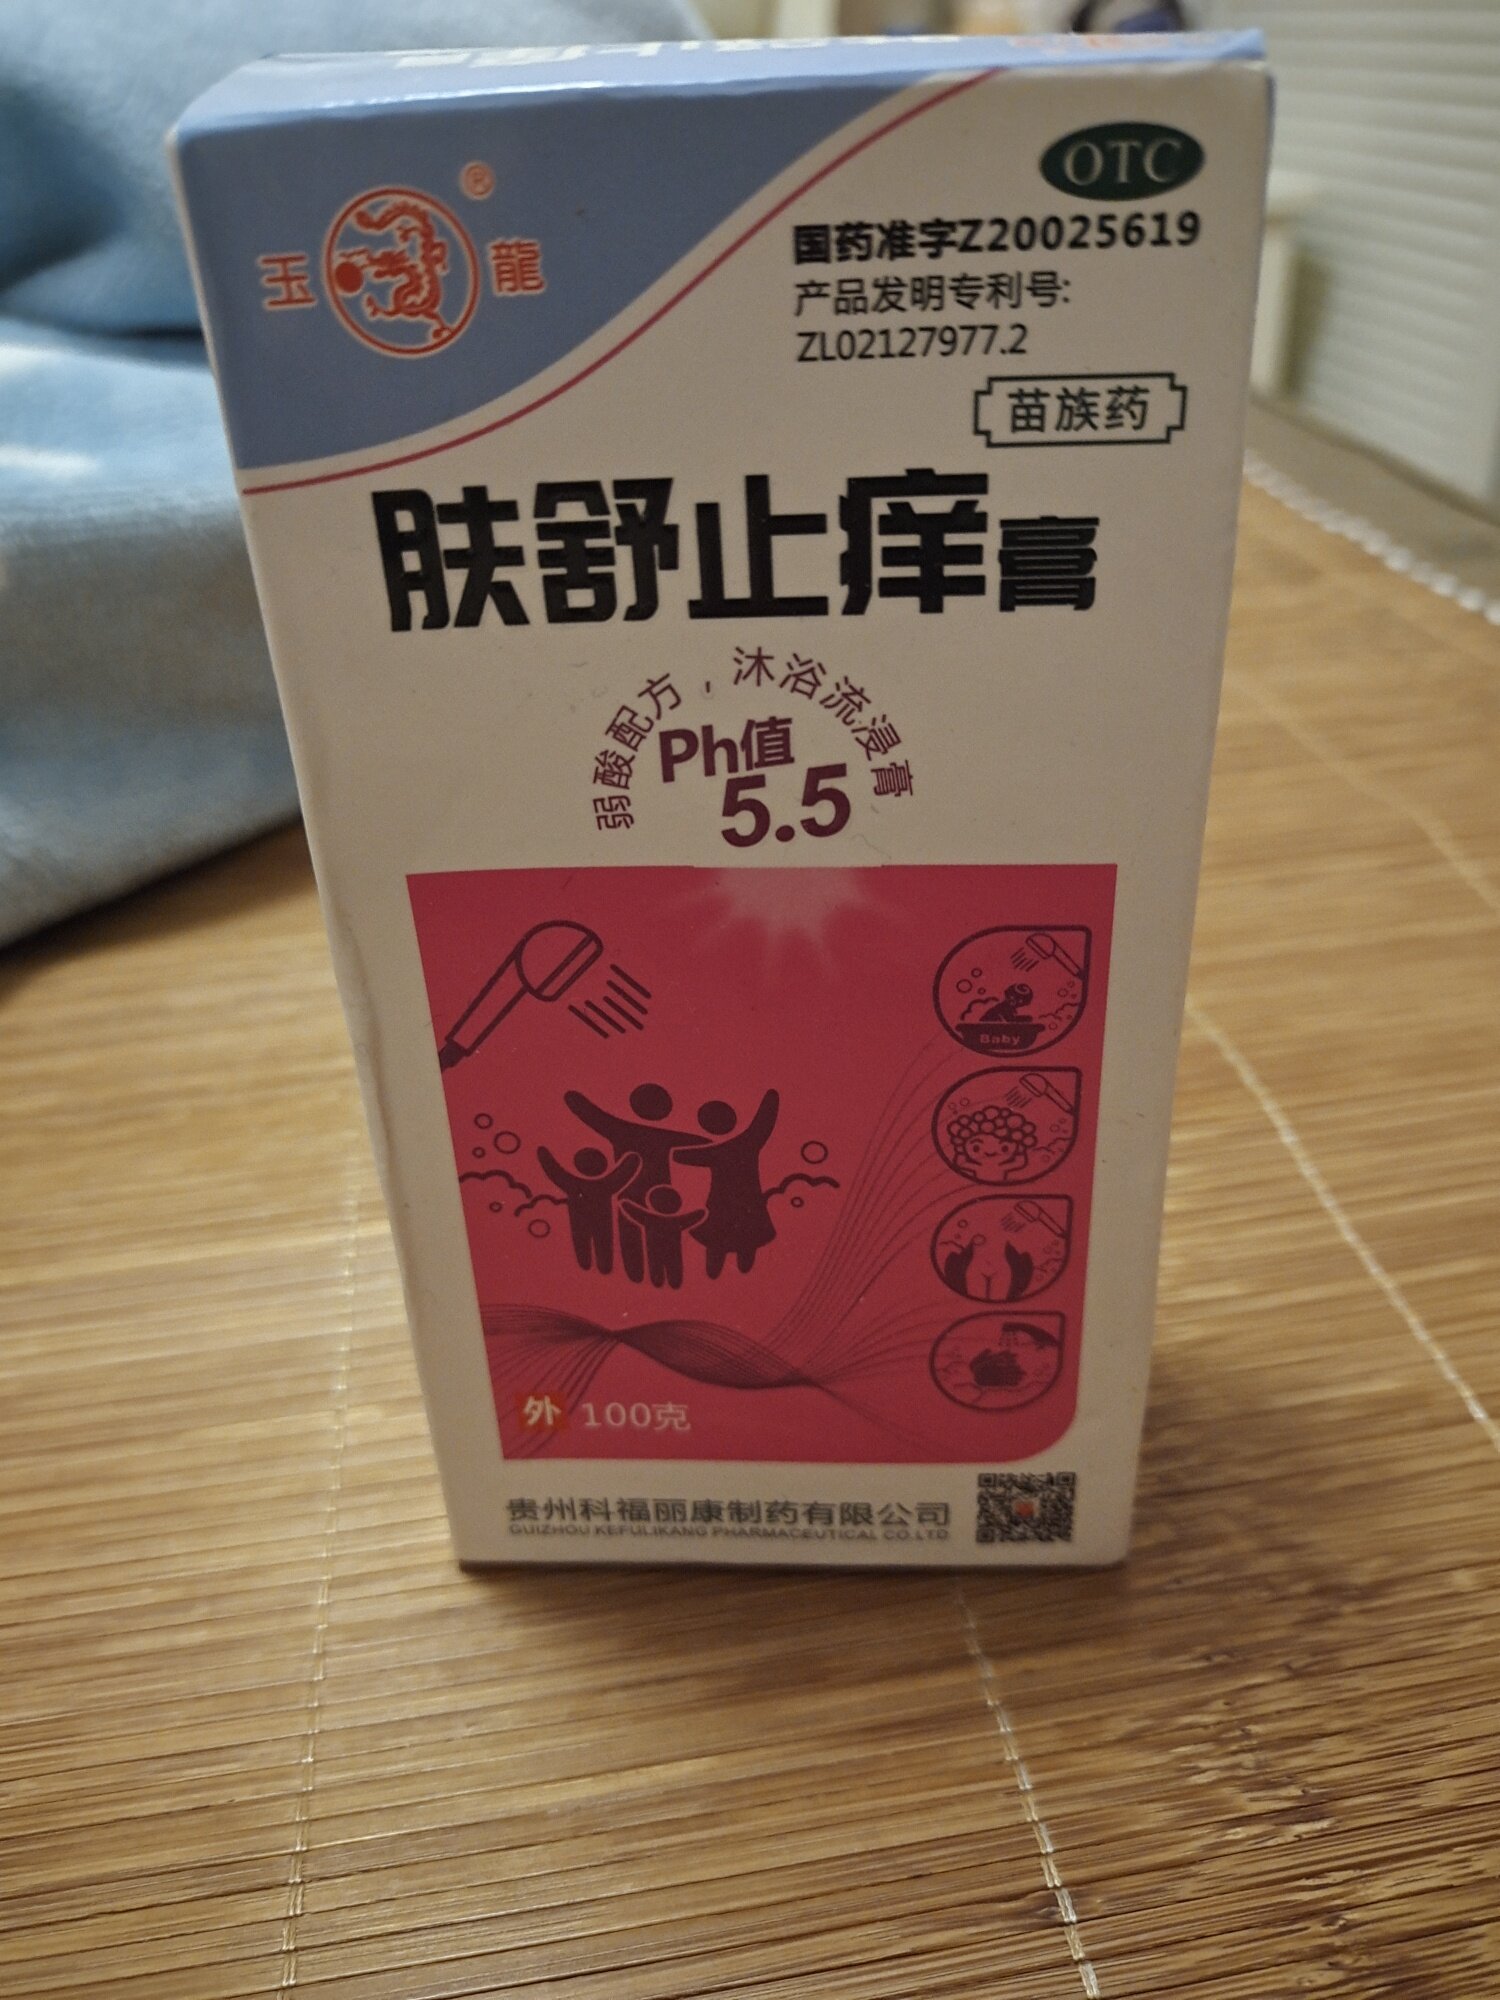 玉 龍
®
OTC
国药准字Z20025619
产品发明专利号:
ZL02127977.2
苗族药
肤舒止痒膏
弱酸配方，沐浴流浸膏
Ph值
5.5
Baby
外 100克
贵州科福丽康制药有限公司
GUIZHOU KEFULIKANG PHARMACEUTICAL CO.LTD